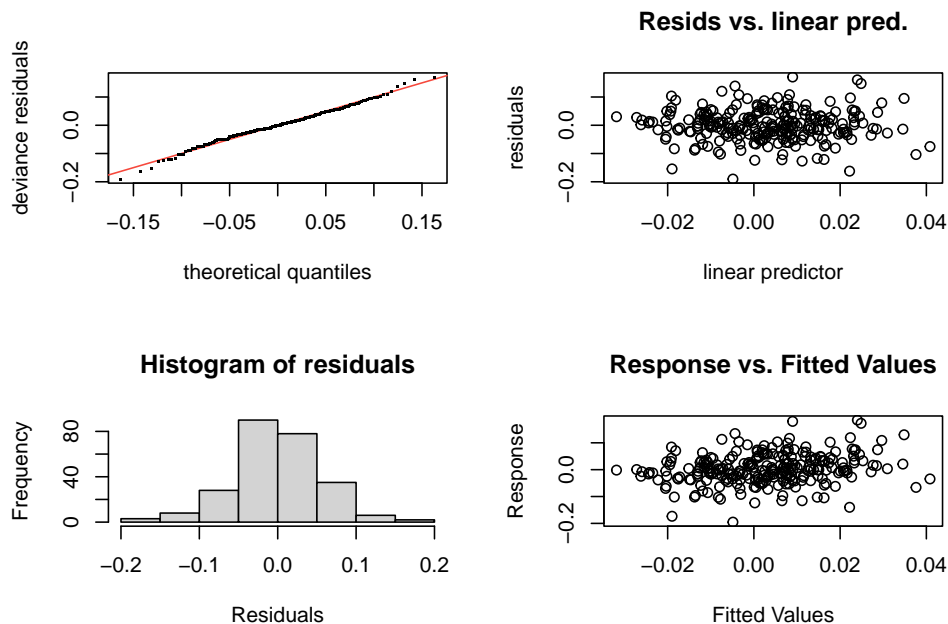 deviance residuals
−0.2 0.0
−0.15 −0.05 0.05 0.15
theoretical quantiles
Resids vs. linear pred.
residuals
−0.2 0.0
−0.02 0.00 0.02 0.04
linear predictor
Histogram of residuals
Frequency
0 40 80
−0.2 −0.1 0.0 0.1 0.2
Residuals
Response vs. Fitted Values
Response
−0.2 0.0
−0.02 0.00 0.02 0.04
Fitted Values